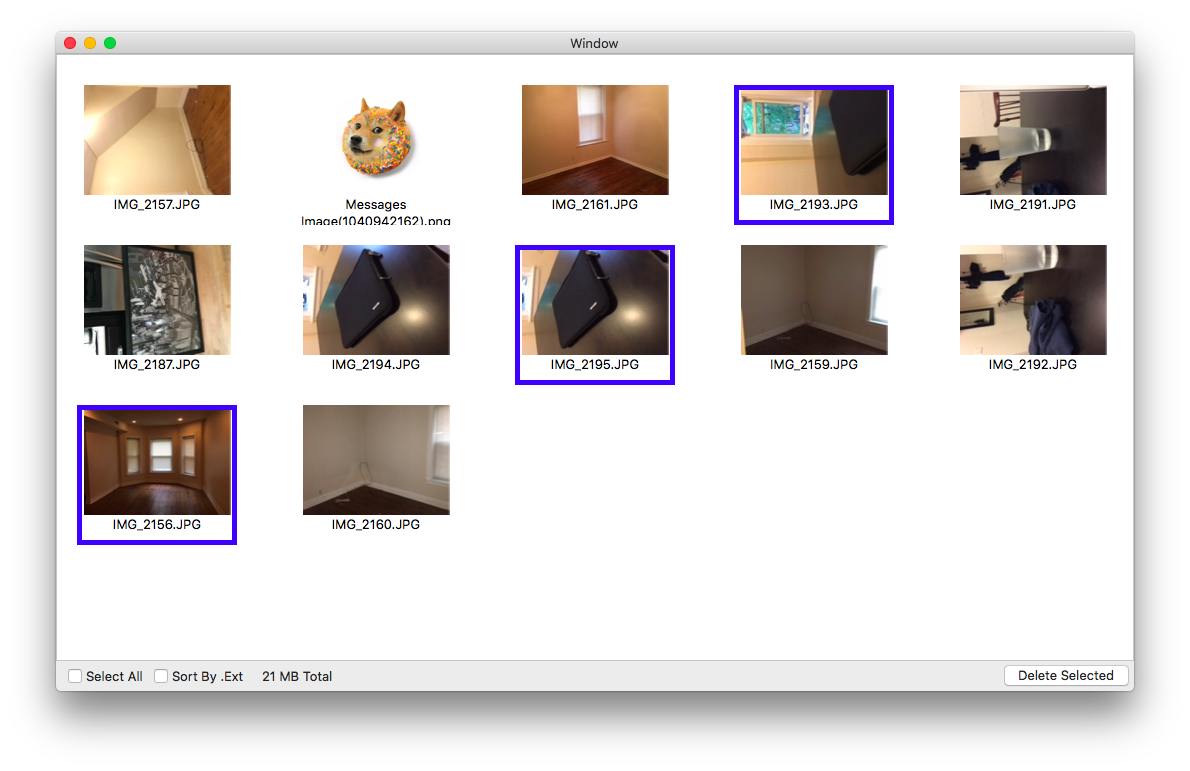 Window
IMG_2157.JPG
Messages
Image(1040942162).png
IMG_2161.JPG
IMG_2193.JPG
IMG_2191.JPG
IMG_2187.JPG
IMG_2194.JPG
IMG_2195.JPG
IMG_2159.JPG
IMG_2192.JPG
IMG_2156.JPG
IMG_2160.JPG
Select All
Sort By .Ext
21 MB Total
Delete Selected